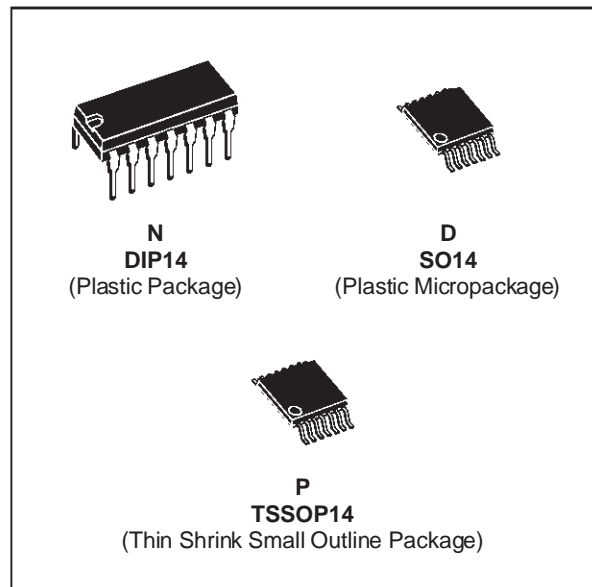 N
DIP14
(Plastic Package)
D
SO14
(Plastic Micropackage)
P
TSSOP14
(Thin Shrink Small Outline Package)